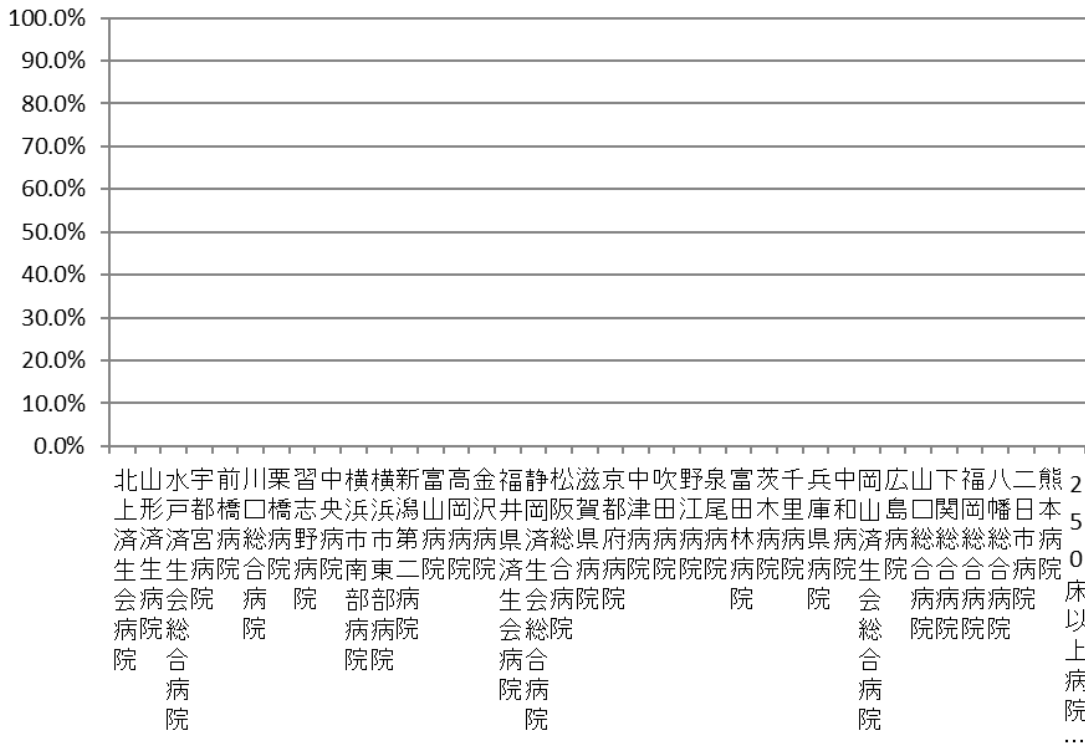 100.0%
90.0%
80.0%
70.0%
60.0%
50.0%
40.0%
30.0%
20.0%
10.0%
0.0%
北上済生会病院
山形済生病院
水戸済生会総合病院
宇都宮病院
前橋病院
川口総合病院
栗橋病院
習志野病院
中央病院
横浜市南部病院
横浜市東部病院
新潟第二病院
富山病院
高岡病院
金沢病院
福井県済生会病院
静岡済生会総合病院
松阪総合病院
滋賀県病院
京都府病院
中津病院
吹田病院
野江病院
泉尾病院
富田林病院
茨木病院
千里病院
兵庫県病院
中和病院
岡山済生会総合病院
広島病院
山口総合病院
下関総合病院
福岡総合病院
八幡総合病院
二日市病院
熊本病院
250床以上病院…